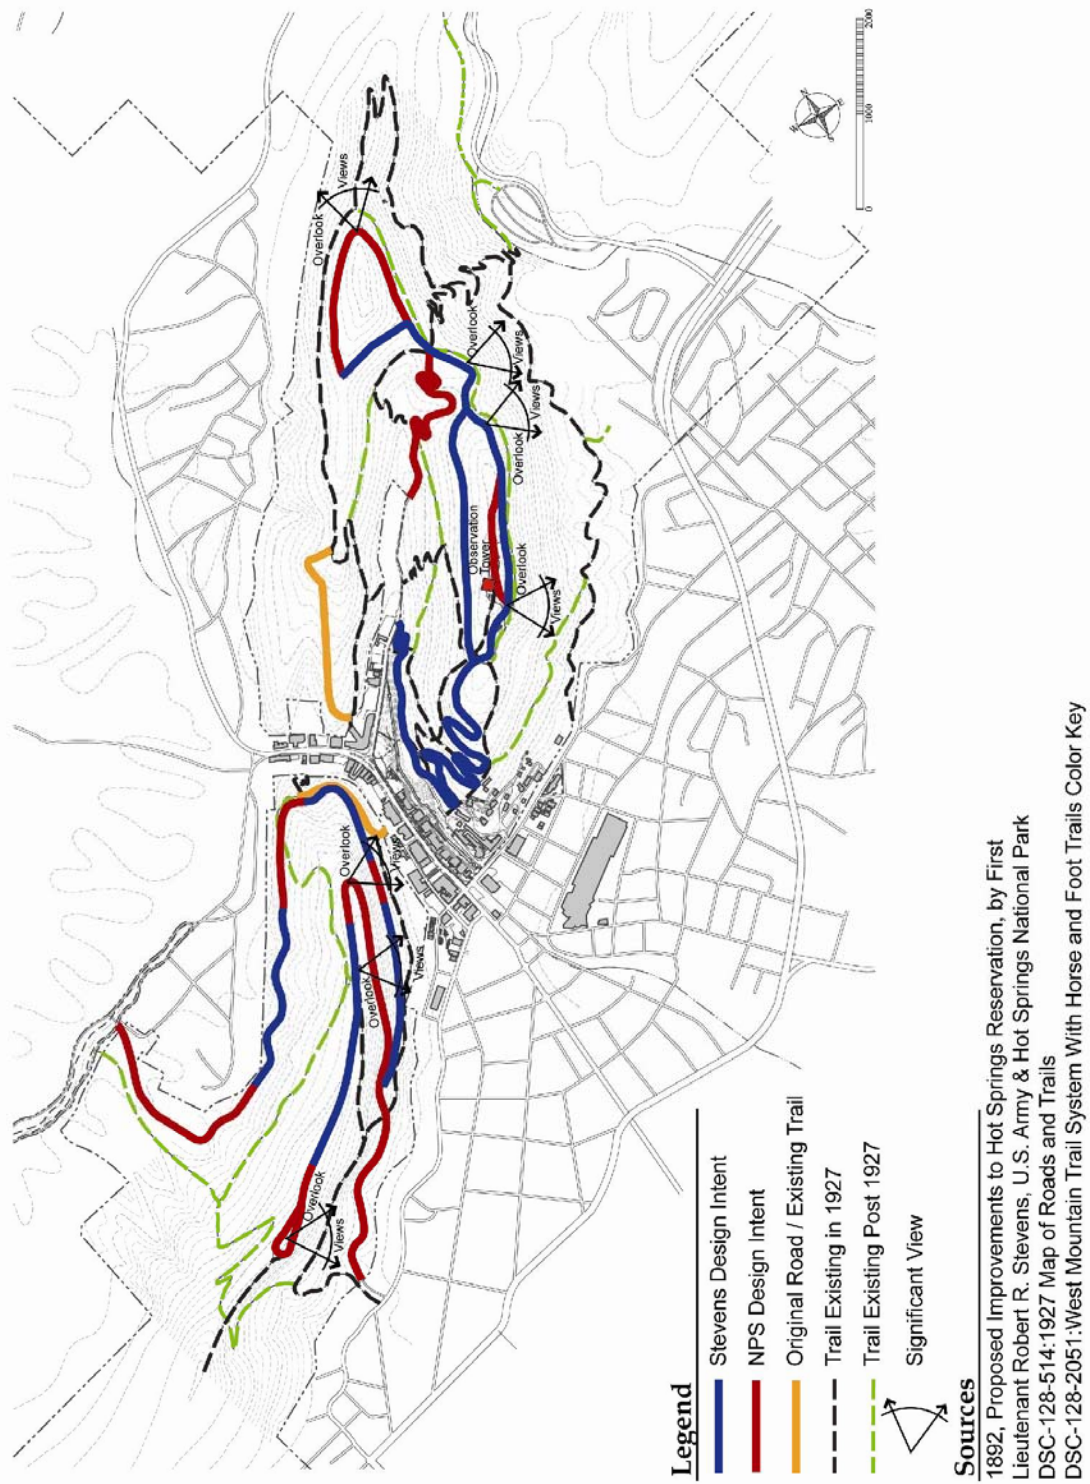 Overlook
Views
Overlook
Views
Overlook
Views
Observation
Tower
Overlook
Views
Overlook
Views
Overlook
Views
Overlook
Views
0
1000
2000
Legend
Stevens Design Intent
NPS Design Intent
Original Road / Existing Trail
Trail Existing in 1927
Trail Existing Post 1927
Significant View
Sources
11892, Proposed Improvements to Hot Springs Reservation, by First
Lieutenant Robert R. Stevens, U.S. Army & Hot Springs National Park
DSC-128-514:1927 Map of Roads and Trails
DSC-128-2051:West Mountain Trail System With Horse and Foot Trails Color Key